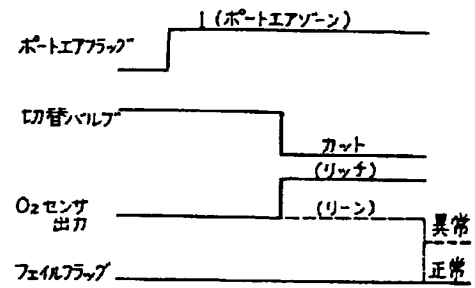 1 (ポートエアゾーン)
ポートエアフラッグ
切替バルブ
カット
(リッチ)
O2センサ
出力
(リーン)
異常
フェイルフラッグ
正常